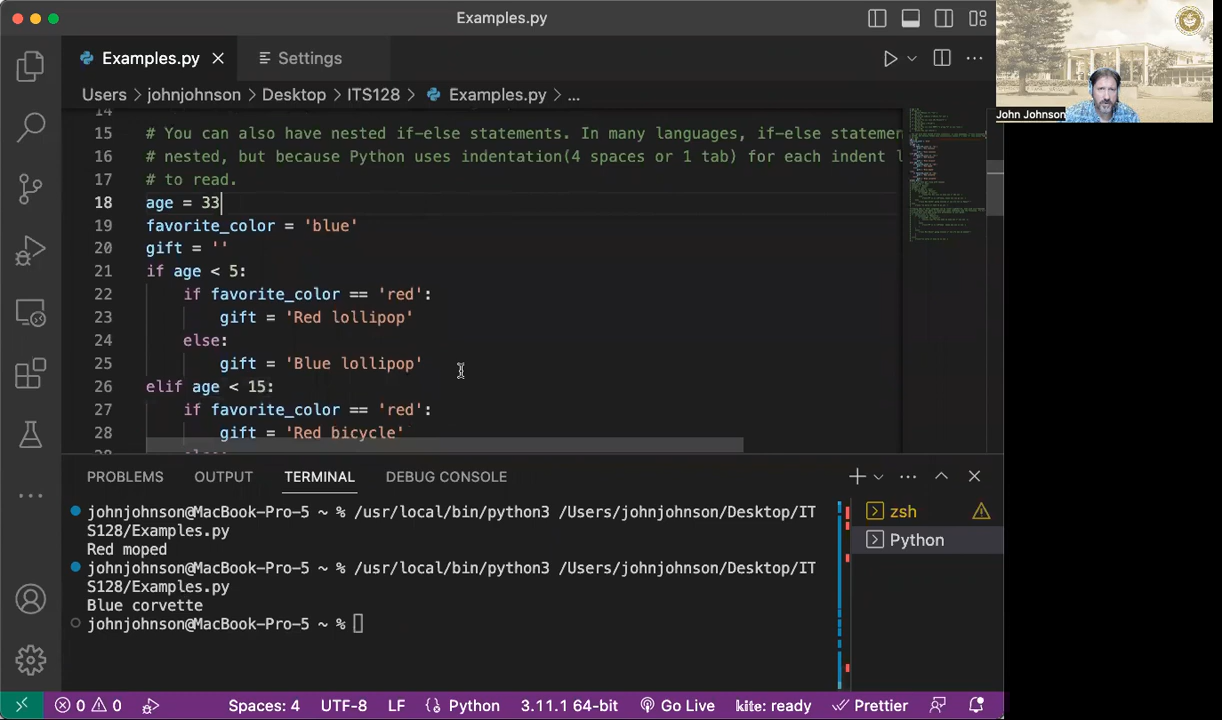 Examples.py
Examples.py
Settings
Users > johnjohnson > Desktop > ITS128 > Examples.py > ...
John Johnson
14
15 # You can also have nested if-else statements. In many languages, if-else statemen
16 # nested, but because Python uses indentation(4 spaces or 1 tab) for each indent l
17 # to read.
18 age = 33
19 favorite_color = 'blue'
20 gift = ''
21 if age < 5:
22 if favorite_color == 'red':
23 gift = 'Red lollipop'
24 else:
25 gift = 'Blue lollipop'
26 elif age < 15:
27 if favorite_color == 'red':
28 gift = 'Red bicycle'
PROBLEMS OUTPUT TERMINAL DEBUG CONSOLE
johnjohnson@MacBook-Pro-5 ~ % /usr/local/bin/python3 /Users/johnjohnson/Desktop/IT
S128/Examples.py
Red moped
johnjohnson@MacBook-Pro-5 ~ % /usr/local/bin/python3 /Users/johnjohnson/Desktop/IT
S128/Examples.py
Blue corvette
johnjohnson@MacBook-Pro-5 ~ %
zsh
Python
0 0 Spaces: 4 UTF-8 LF Python 3.11.1 64-bit Go Live kite: ready Prettier